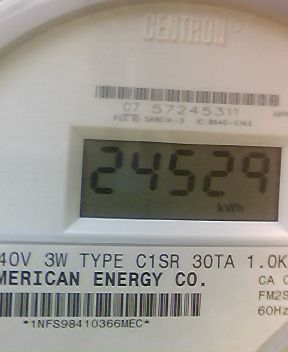 CENTRON
07 57245311
24529
kWh
40V 3W TYPE C1SR 30TA 1.0K
MERICAN ENERGY CO.
CA
FM2S
60Hz
*1NFS98410366MEC*